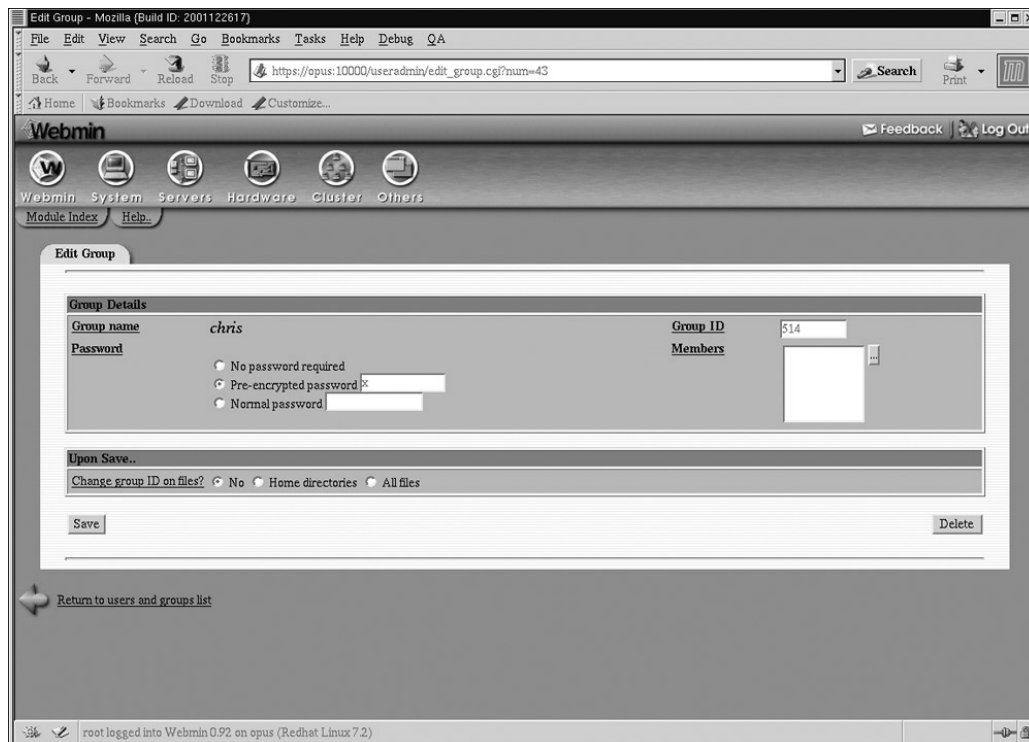 Edit Group - Mozilla {Build ID: 2001122617}
File Edit View Search Go Bookmarks Tasks Help Debug QA
Back Forward Reload Stop https://opus:10000/useradmin/edit_group.cgi?num=43 Search Print
Home Bookmarks Download Customize...
Webmin Feedback Log Out
Webmin System Servers Hardware Cluster Others
Module Index Help..
Edit Group
Group Details
Group name chris Group ID 514
Password Members
No password required ...
Pre-encrypted password x
Normal password
Upon Save..
Change group ID on files? No Home directories All files
Save Delete
Return to users and groups list
root logged into Webmin 0.92 on opus (Redhat Linux 7.2)